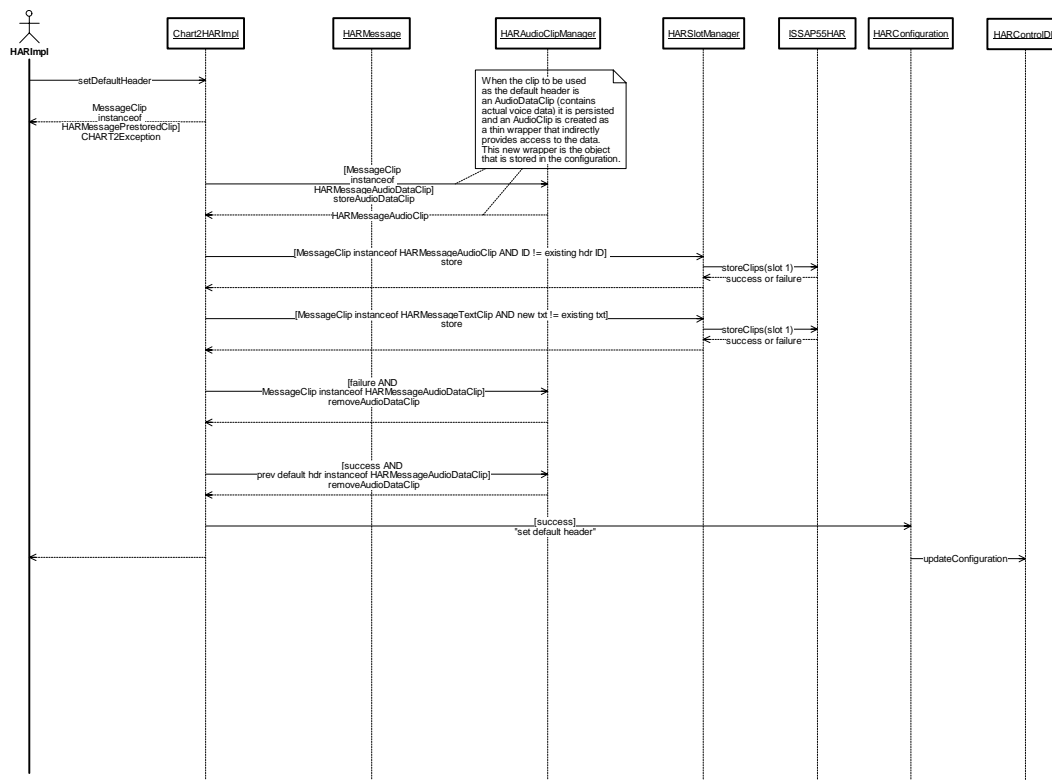 HARImpl
Chart2HARImpl
HARMessage
HARAudioClipManager
HARSlotManager
ISSAP55HAR
HARConfiguration
HARControlD
setDefaultHeader
MessageClip
instanceof
HARMessagePrestoredClip]
CHART2Exception
When the clip to be used
as the default header is
an AudioDataClip (contains
actual voice data) it is persisted
and an AudioClip is created as
a thin wrapper that indirectly
provides access to the data.
This new wrapper is the object
that is stored in the configuration.
[MessageClip
instanceof
HARMessageAudioDataClip]
storeAudioDataClip
HARMessageAudioClip
[MessageClip instanceof HARMessageAudioClip AND ID != existing hdr ID]
store
storeClips(slot 1)
success or failure
[MessageClip instanceof HARMessageTextClip AND new txt != existing txt]
store
storeClips(slot 1)
success or failure
[failure AND
MessageClip instanceof HARMessageAudioDataClip]
removeAudioDataClip
[success AND
prev default hdr instanceof HARMessageAudioDataClip]
removeAudioDataClip
[success]
"set default header"
updateConfiguration